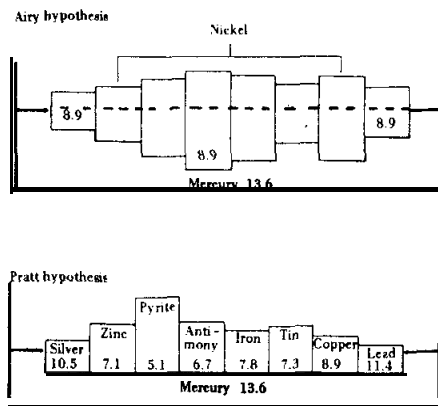 Airy hypothesis
Nickel
8.9
8.9
8.9
Mercury 13.6
Pratt hypothesis
Pyrite
Zinc
Anti-
mony
Iron
Tin
Copper
Silver
Lead
10.5
7.1
5.1
6.7
7.8
7.3
8.9
11.4
Mercury 13.6